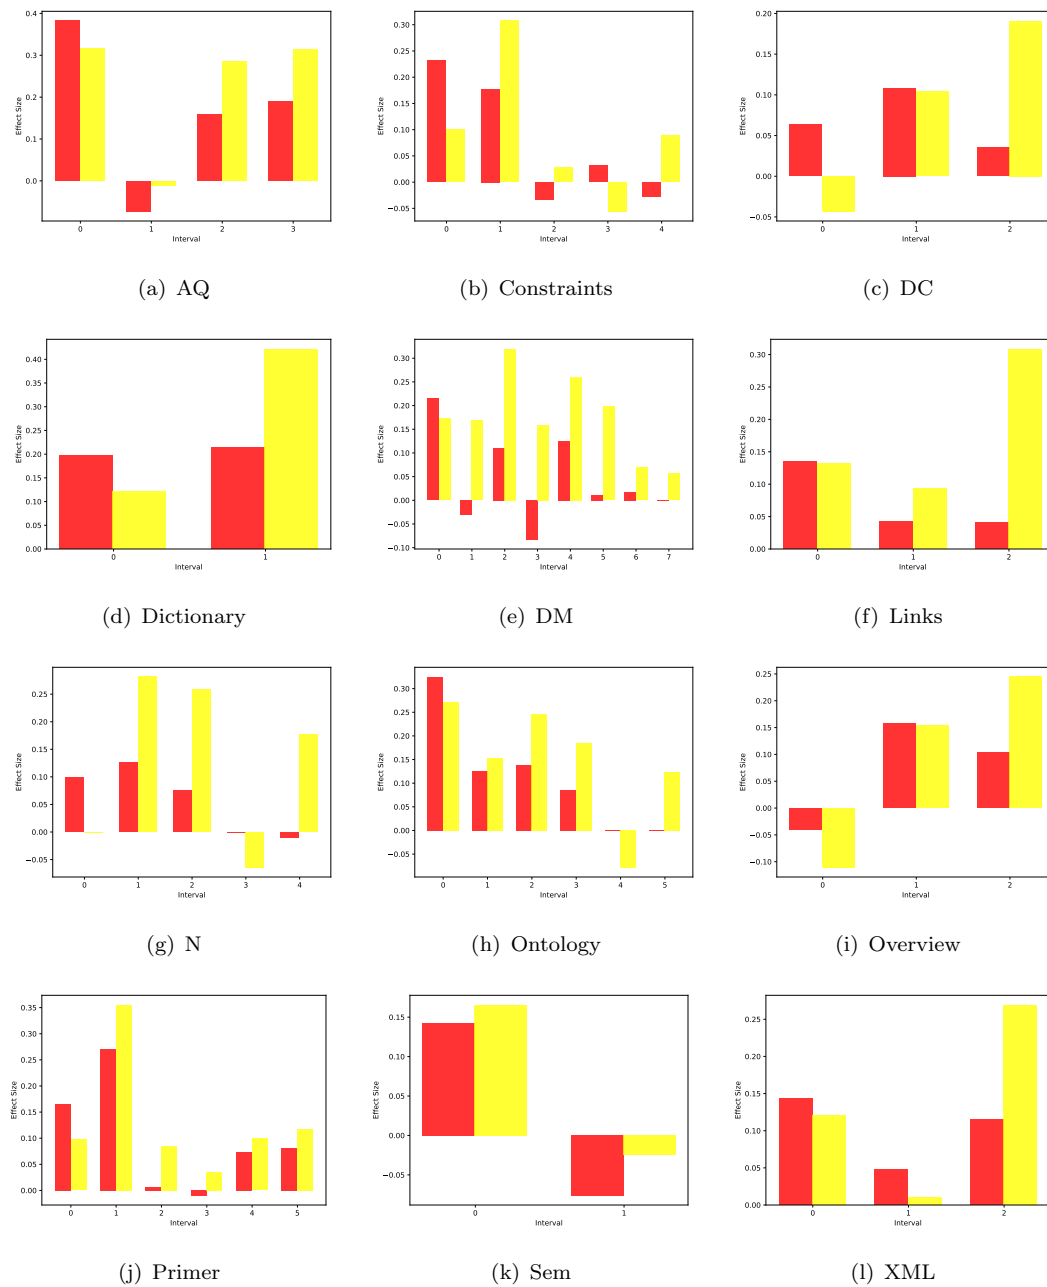 0.4
0.3
0.2
0.1
0.0
Effect Size
0 1 2 3
Interval
(a) AQ
0.30
0.25
0.20
0.15
0.10
0.05
0.00
−0.05
Effect Size
0 1 2 3 4
Interval
(b) Constraints
0.20
0.15
0.10
0.05
0.00
−0.05
Effect Size
0 1 2
Interval
(c) DC
0.40
0.35
0.30
0.25
0.20
0.15
0.10
0.05
0.00
Effect Size
0 1
Interval
(d) Dictionary
0.30
0.25
0.20
0.15
0.10
0.05
0.00
−0.05
−0.10
Effect Size
0 1 2 3 4 5 6 7
Interval
(e) DM
0.30
0.25
0.20
0.15
0.10
0.05
0.00
Effect Size
0 1 2
Interval
(f) Links
0.25
0.20
0.15
0.10
0.05
0.00
−0.05
Effect Size
0 1 2 3 4
Interval
(g) N
0.30
0.25
0.20
0.15
0.10
0.05
0.00
−0.05
Effect Size
0 1 2 3 4 5
Interval
(h) Ontology
0.25
0.20
0.15
0.10
0.05
0.00
−0.05
−0.10
Effect Size
0 1 2
Interval
(i) Overview
0.35
0.30
0.25
0.20
0.15
0.10
0.05
0.00
Effect Size
0 1 2 3 4 5
Interval
(j) Primer
0.15
0.10
0.05
0.00
−0.05
Effect Size
0 1
Interval
(k) Sem
0.25
0.20
0.15
0.10
0.05
0.00
Effect Size
0 1 2
Interval
(l) XML